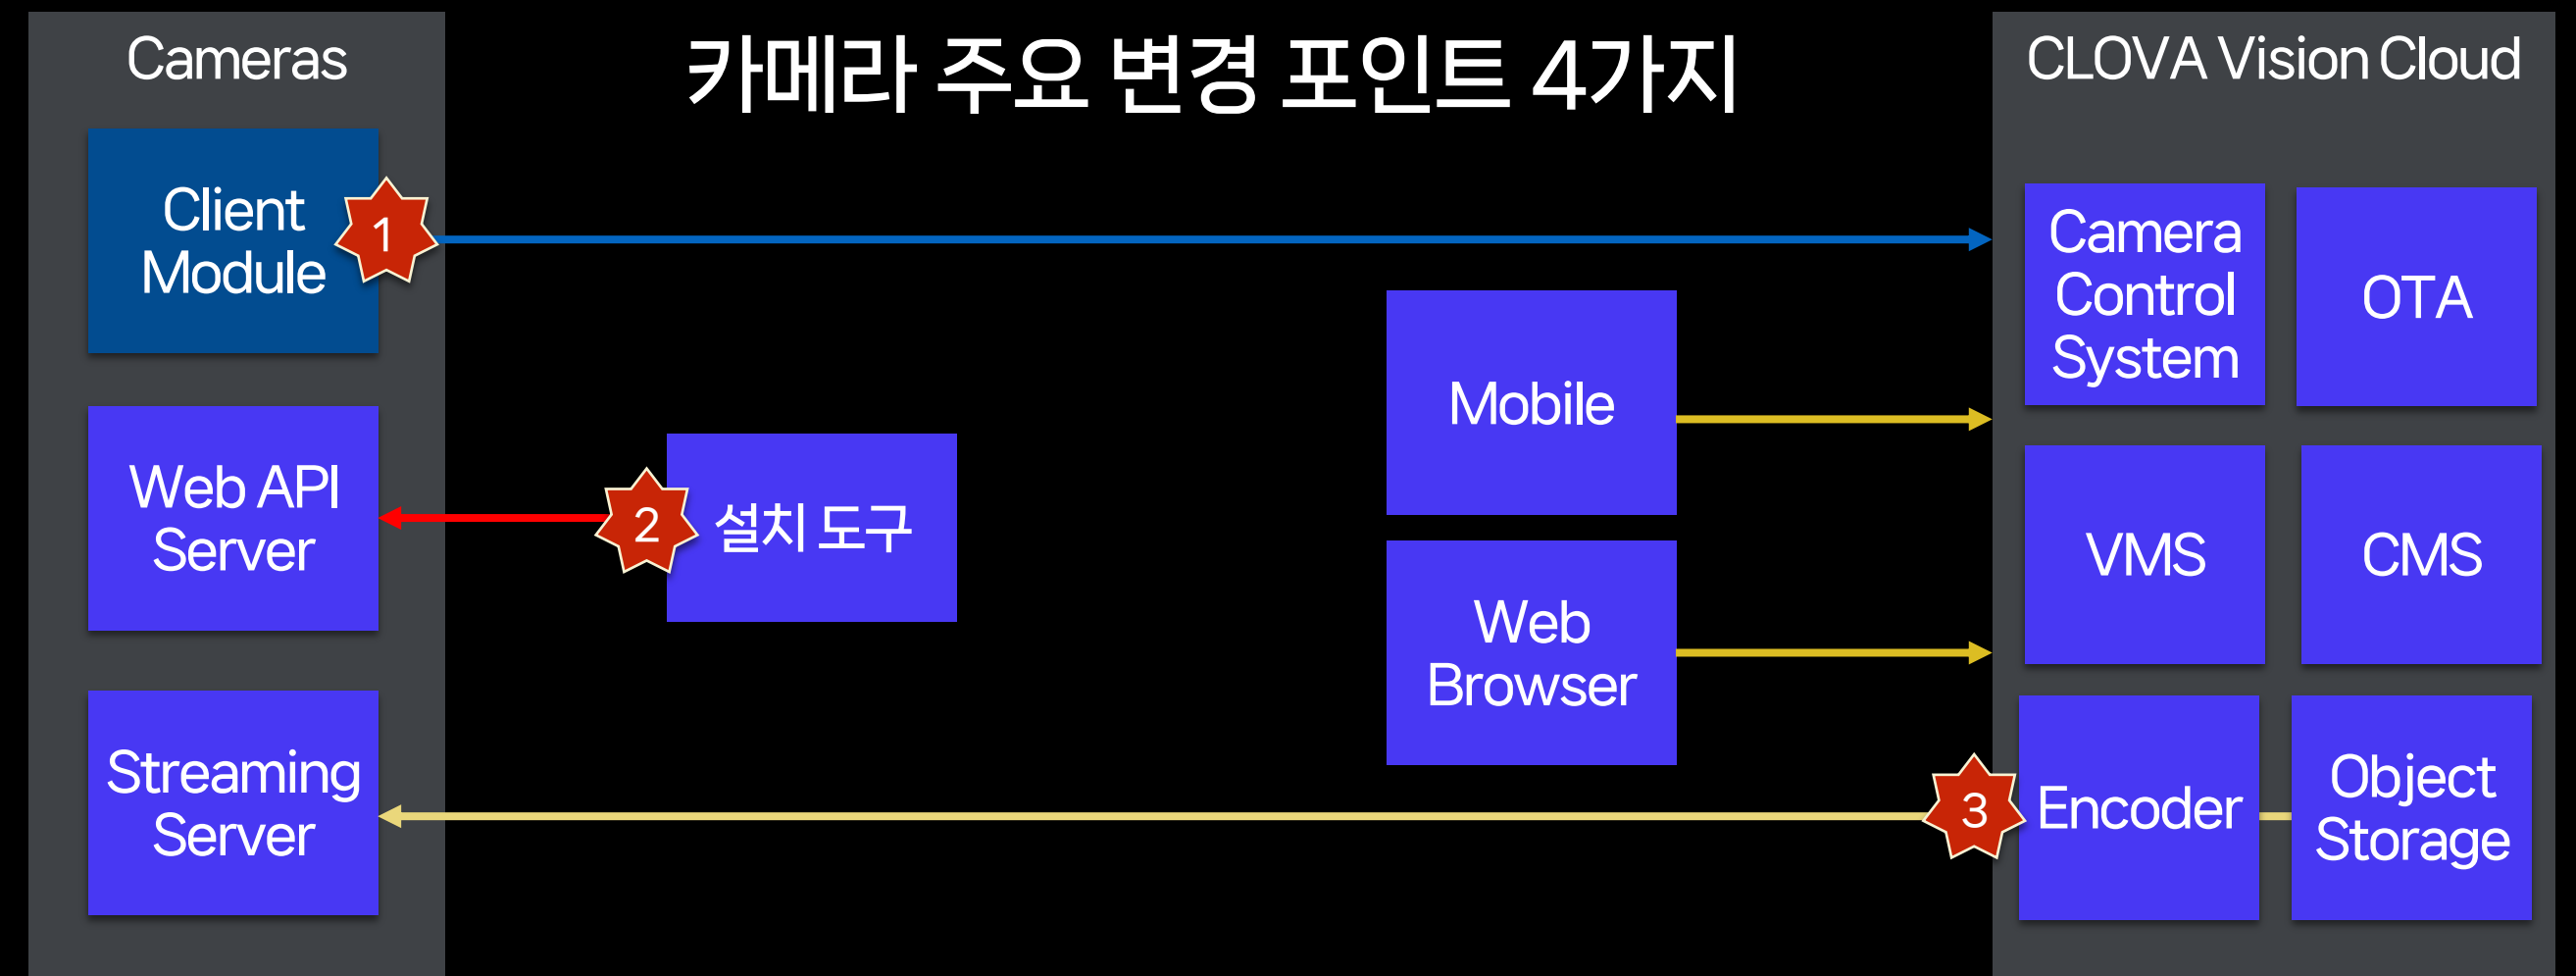 카메라 주요 변경 포인트 4가지
Cameras
Client
Module
1
Web API
Server
Streaming
Server
2
설치 도구
Mobile
Web
Browser
CLOVA Vision Cloud
Camera
Control
System
OTA
VMS
CMS
3
Encoder
Object
Storage